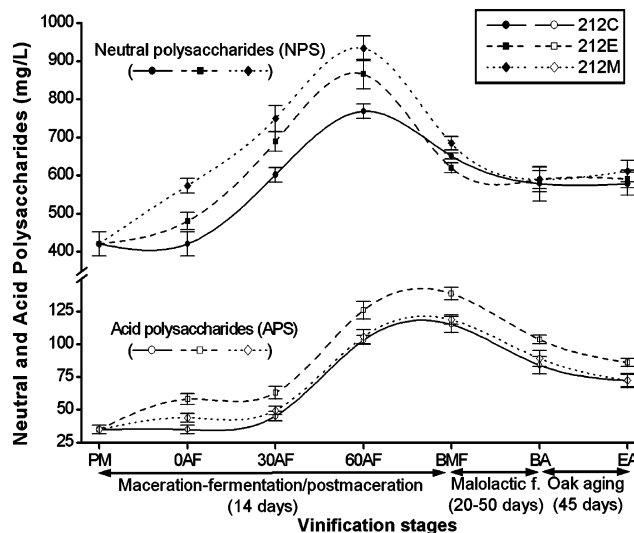 Neutral and Acid Polysaccharides (mg/L)
1000
900
800
700
600
500
400
125
100
75
50
25
Neutral polysaccharides (NPS)
( )
212C
212E
212M
Acid polysaccharides (APS)
( )
PM 0AF 30AF 60AF BMF BA EA
Maceration-fermentation/postmaceration
(14 days)
Malolactic f.
(20-50 days)
Oak aging
(45 days)
Vinification stages